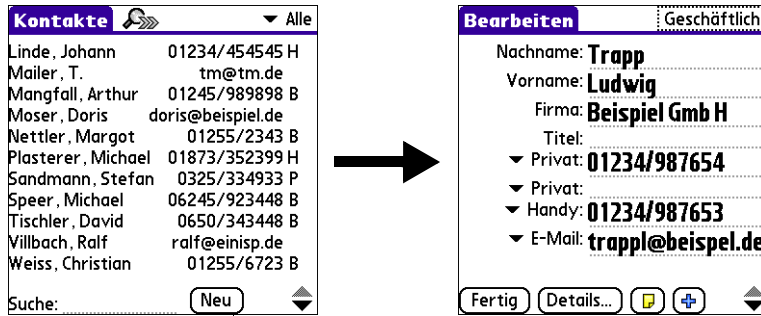 Kontakte Alle
Linde, Johann 01234/454545 H
Mailer, T. tm@tm.de
Mangfall, Arthur 01245/989898 B
Moser, Doris doris@beispiel.de
Nettler, Margot 01255/2343 B
Plasterer, Michael 01873/352399 H
Sandmann, Stefan 0325/334933 P
Speer, Michael 06245/923448 B
Tischler, David 0650/343448 B
Villbach, Ralf ralf@einisp.de
Weiss, Christian 01255/6723 B
Suche: Neu
Bearbeiten Geschäftlich
Nachname: Trapp
Vorname: Ludwig
Firma: Beispiel Gmb H
Titel:
Privat: 01234/987654
Privat:
Handy: 01234/987653
E-Mail: trappl@beispel.de
Fertig Details...